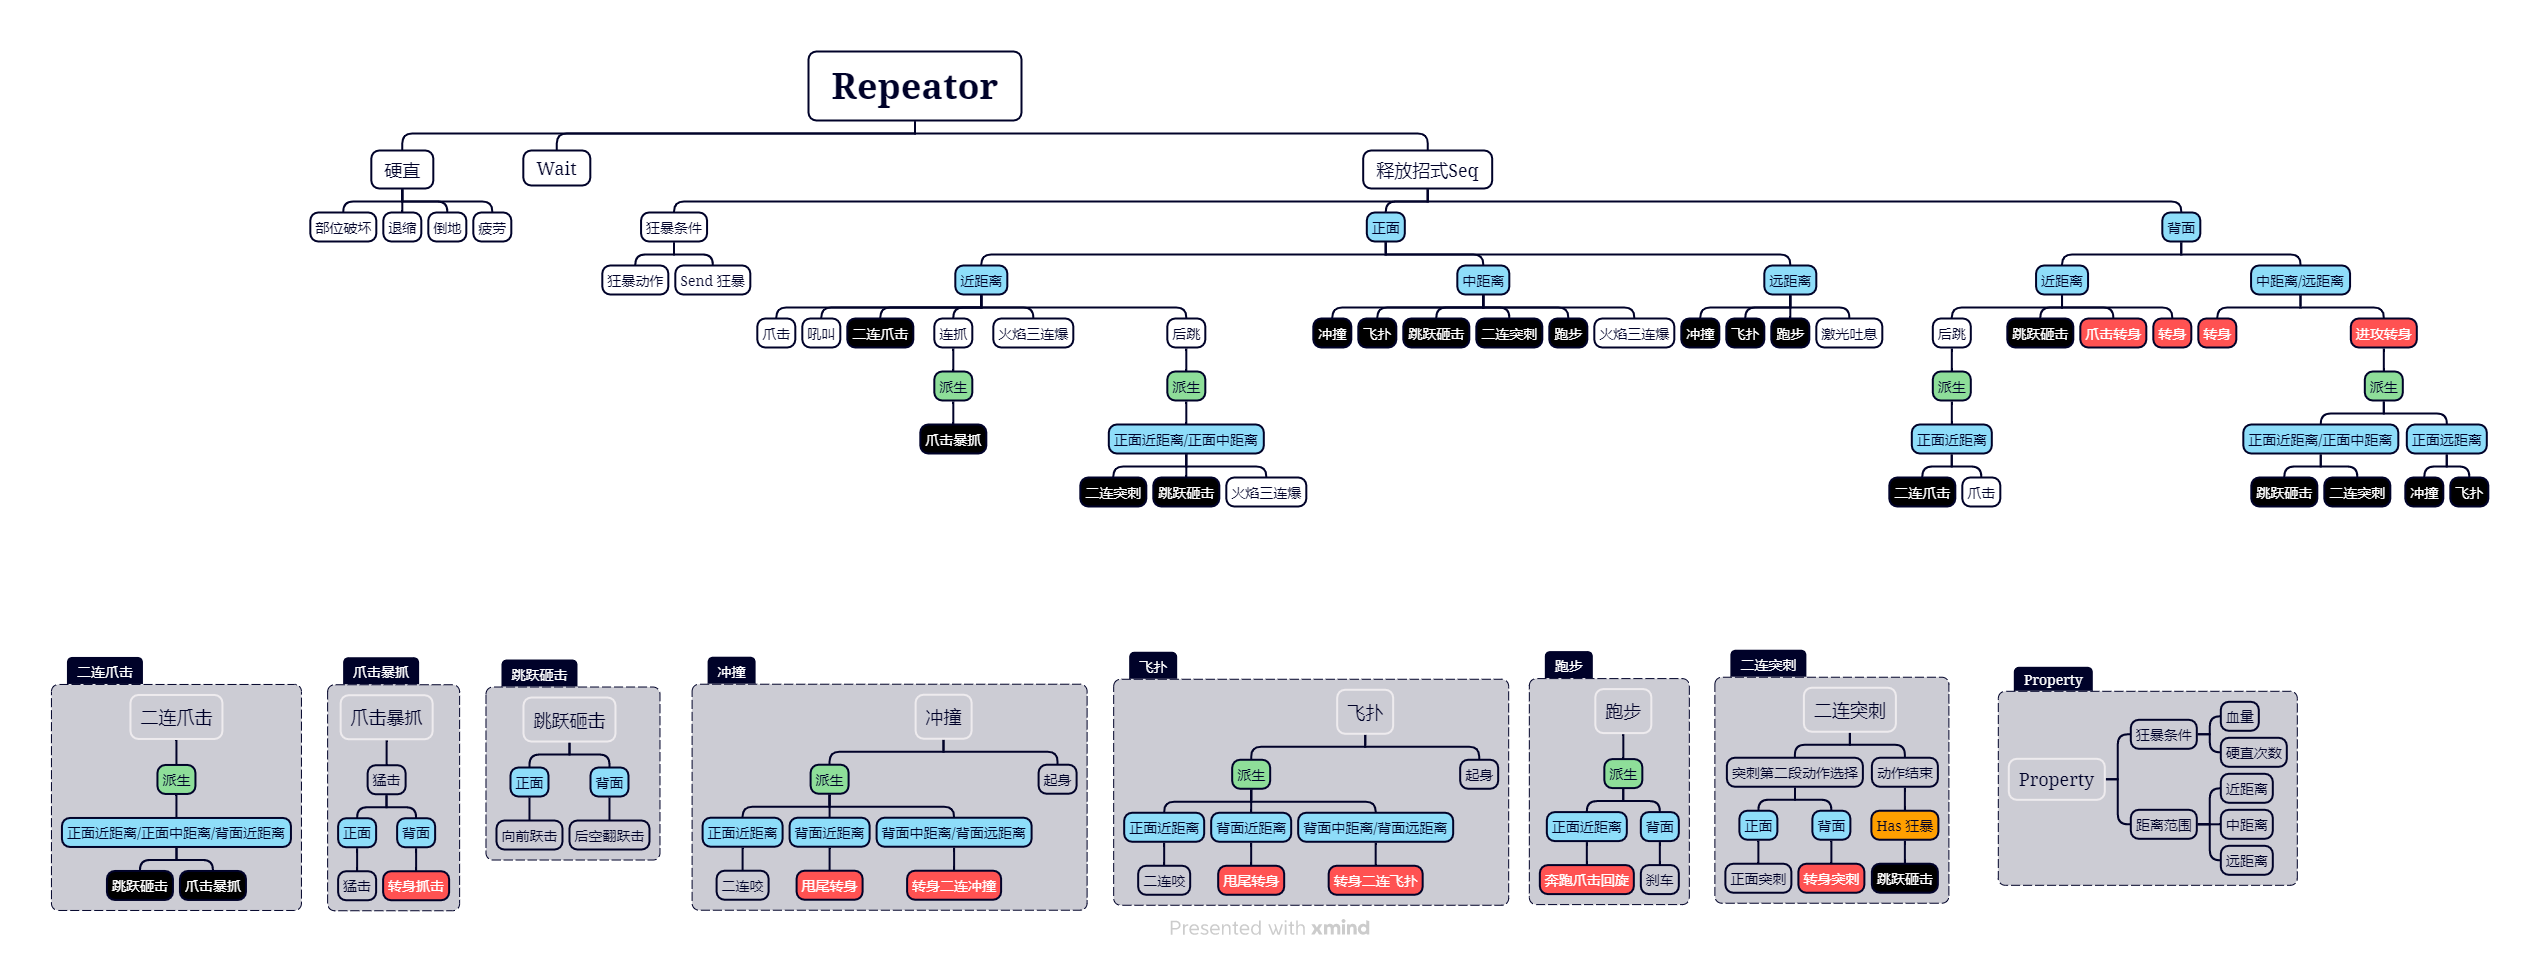 Repeator
硬直
Wait
释放招式Seq
部位破坏
退缩
倒地
疲劳
狂暴条件
正面
背面
狂暴动作
Send 狂暴
近距离
中距离
远距离
近距离
中距离/远距离
爪击
吼叫
二连爪击
连抓
火焰三连爆
后跳
冲撞
飞扑
跳跃砸击
二连突刺
跑步
火焰三连爆
冲撞
飞扑
跑步
激光吐息
后跳
跳跃砸击
爪击转身
转身
转身
进攻转身
派生
派生
派生
派生
爪击暴抓
正面近距离/正面中距离
正面近距离
正面近距离/正面中距离
正面远距离
二连突刺
跳跃砸击
火焰三连爆
二连爪击
爪击
跳跃砸击
二连突刺
冲撞
飞扑
二连爪击
二连爪击
派生
正面近距离/正面中距离/背面近距离
跳跃砸击
爪击暴抓
爪击暴抓
爪击暴抓
猛击
正面
背面
猛击
转身抓击
跳跃砸击
跳跃砸击
正面
背面
向前跃击
后空翻跃击
冲撞
冲撞
派生
起身
正面近距离
背面近距离
背面中距离/背面远距离
二连咬
甩尾转身
转身二连冲撞
飞扑
飞扑
派生
起身
正面近距离
背面近距离
背面中距离/背面远距离
二连咬
甩尾转身
转身二连飞扑
跑步
跑步
派生
正面近距离
背面
奔跑爪击回旋
刹车
二连突刺
二连突刺
突刺第二段动作选择
动作结束
正面
背面
Has 狂暴
正面突刺
转身突刺
跳跃砸击
Property
Property
狂暴条件
血量
硬直次数
距离范围
近距离
中距离
远距离
Presented with xmind